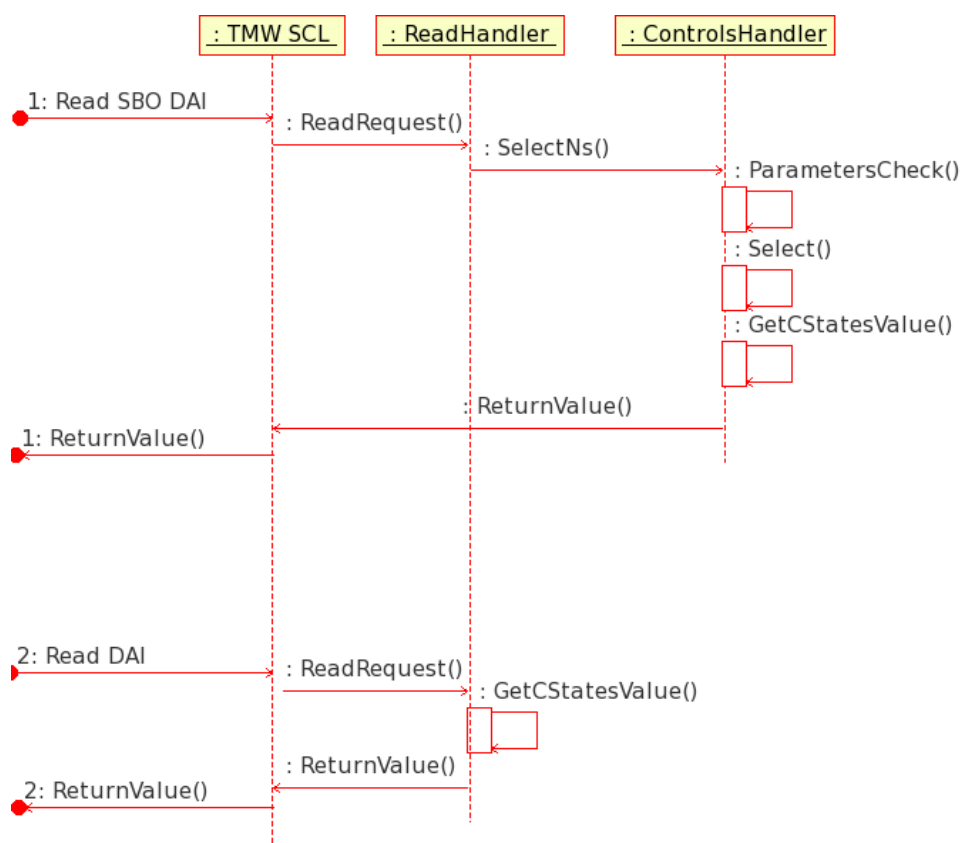 : TMW SCL
: ReadHandler
: ControlsHandler
1: Read SBO DAI
: ReadRequest()
: SelectNs()
: ParametersCheck()
: Select()
: GetCStatesValue()
: ReturnValue()
1: ReturnValue()
2: Read DAI
: ReadRequest()
: GetCStatesValue()
: ReturnValue()
2: ReturnValue()